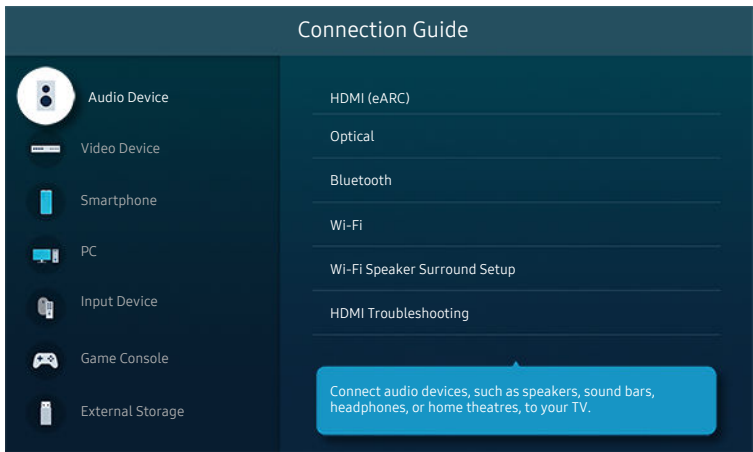 Connection Guide
Audio Device
Video Device
Smartphone
PC
Input Device
Game Console
External Storage
HDMI (eARC)
Optical
Bluetooth
Wi-Fi
Wi-Fi Speaker Surround Setup
HDMI Troubleshooting
Connect audio devices, such as speakers, sound bars,
headphones, or home theatres, to your TV.